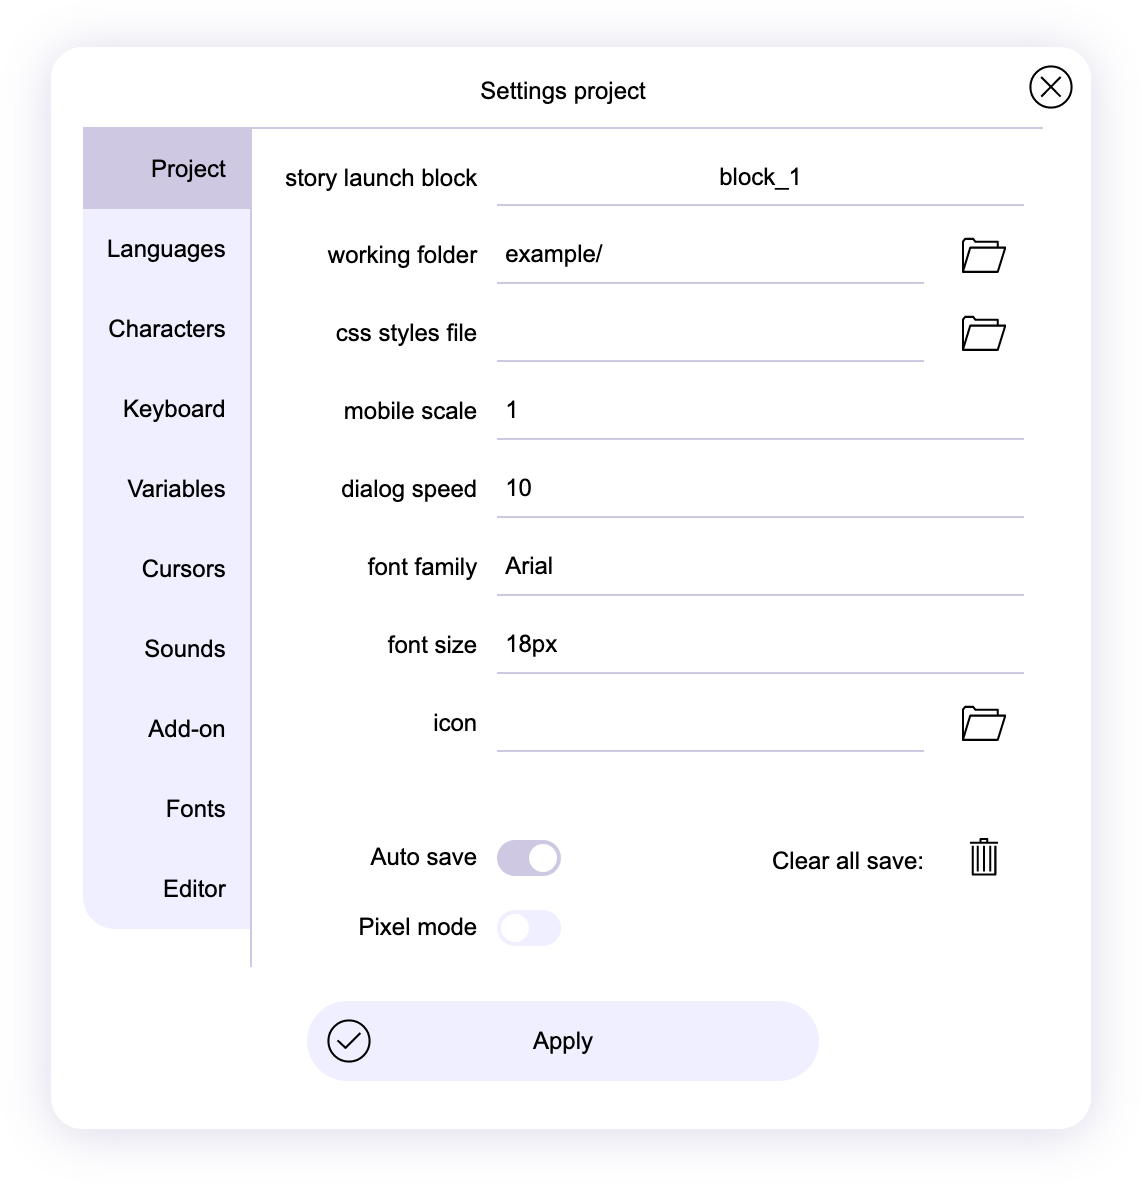 Settings project
Project
Languages
Characters
Keyboard
Variables
Cursors
Sounds
Add-on
Fonts
Editor
story launch block block_1
working folder example/
css styles file
mobile scale 1
dialog speed 10
font family Arial
font size 18px
icon
Auto save Clear all save:
Pixel mode
Apply